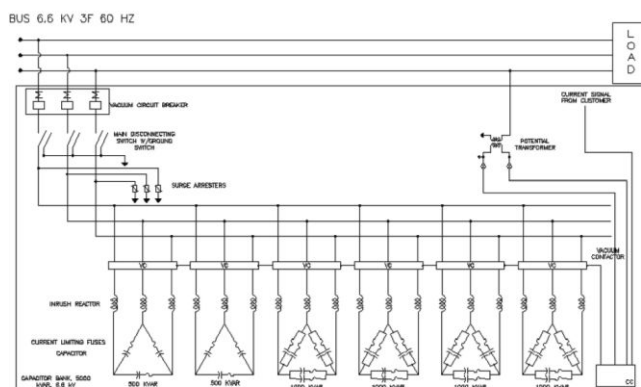 BUS 6.6 KV 3F 60 HZ
LOAD
VACUUM CIRCUIT BREAKER
CURRENT SIGNAL
FROM CUSTOMER
MAIN DISCONNECTING
SWITCH W/GROUND
SWITCH
POTENTIAL
TRANSFORMER
SURGE ARRESTERS
VACUUM
CONTACTOR
VC VC VC VC VC VC
INRUSH REACTOR
CURRENT LIMITING FUSES
CAPACITOR
CAPACITOR BANK, 5000
KVAR, 6.6 KV
500 KVAR 500 KVAR 1000 KVAR 1000 KVAR 1000 KVAR 1000 KVAR